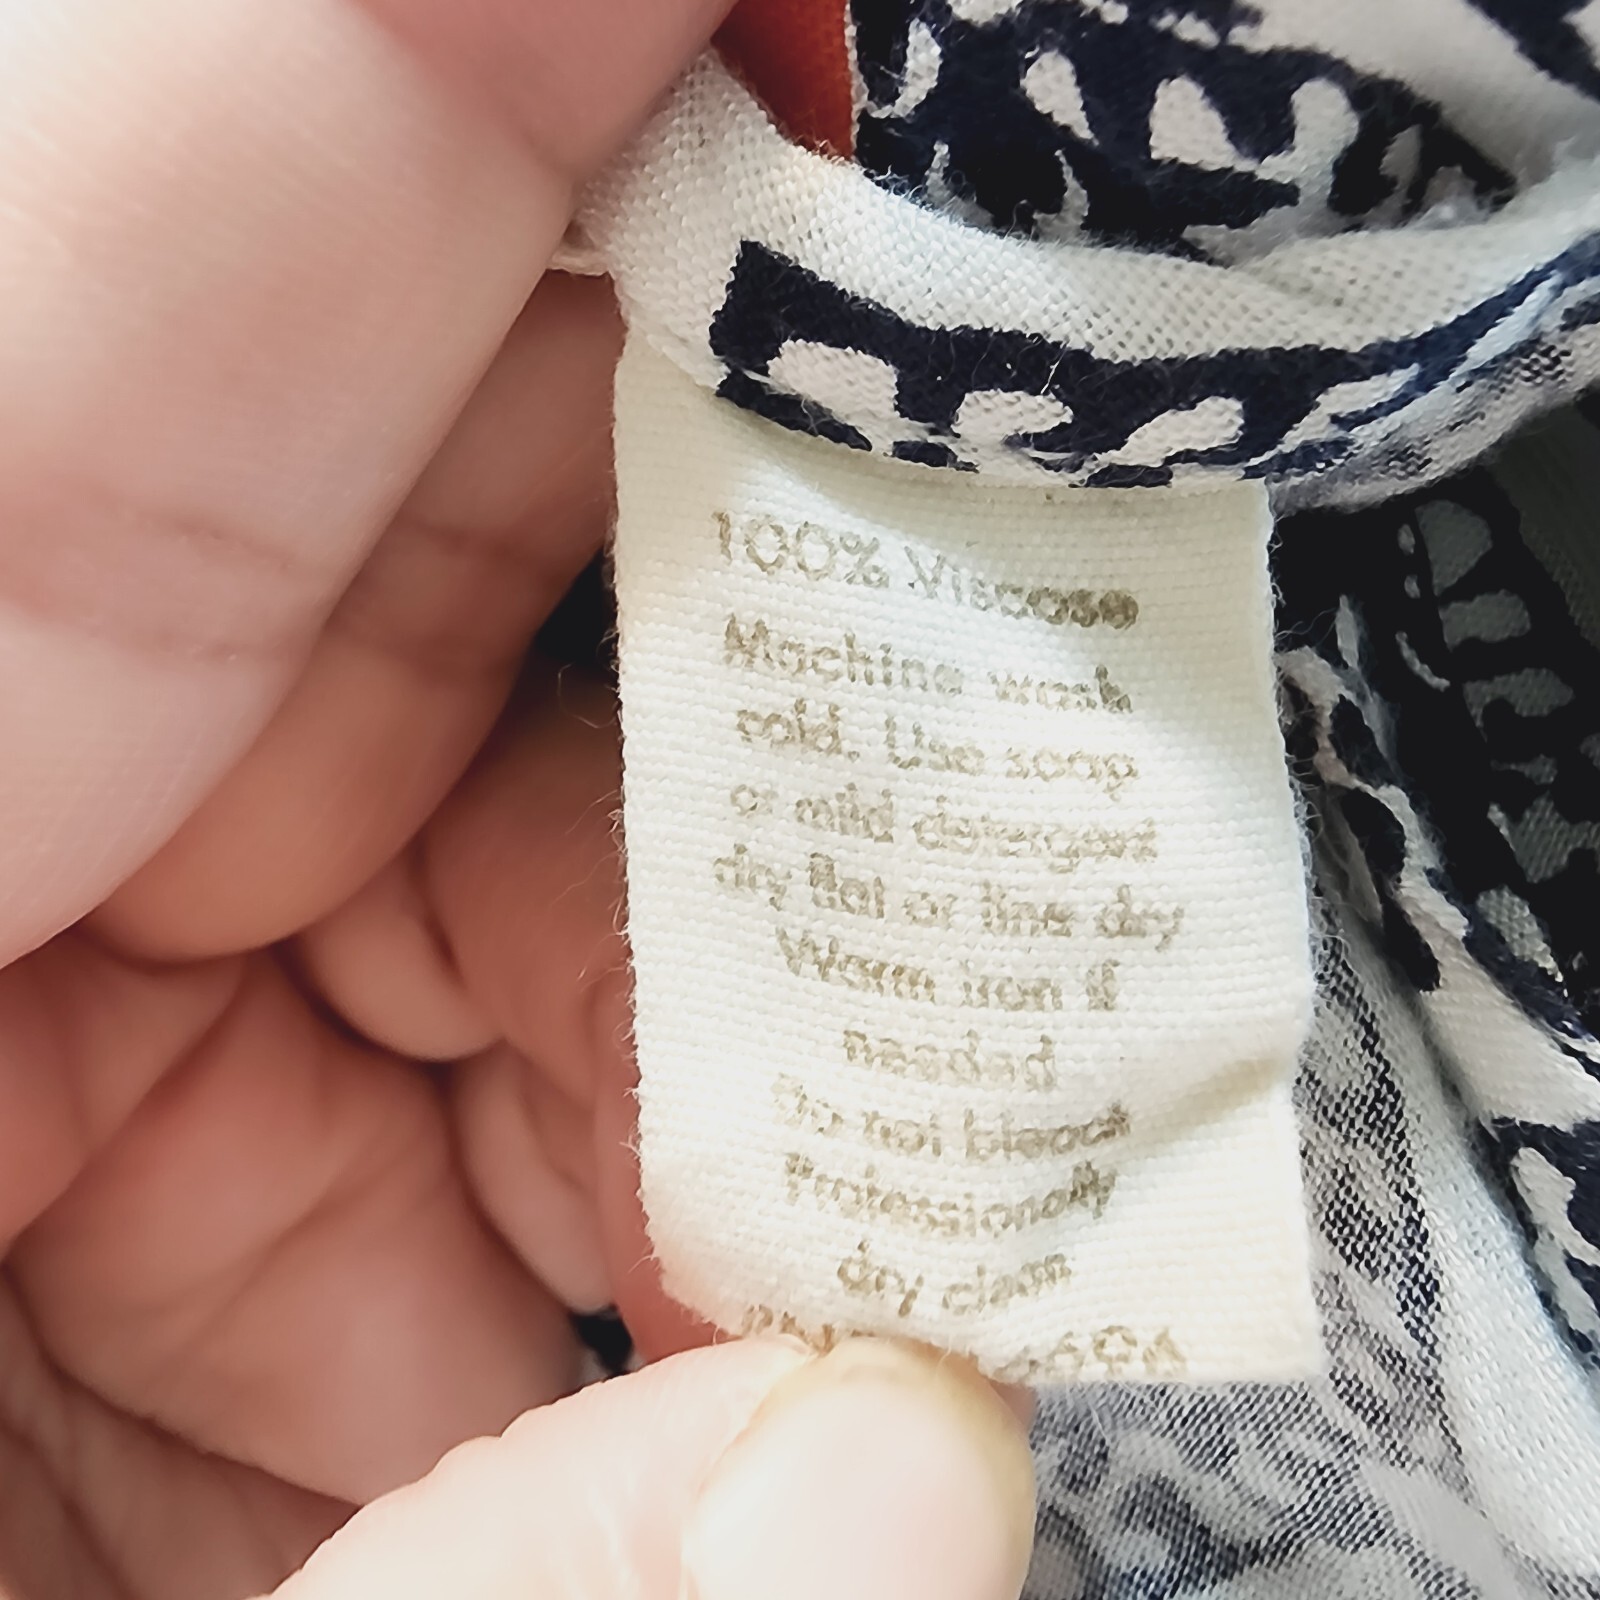 100% Viscose
Machine wash
cold. Use soap
or mild detergent
dry flat or line dry
Warm iron if
needed
Do not bleach
Professionally
dry clean